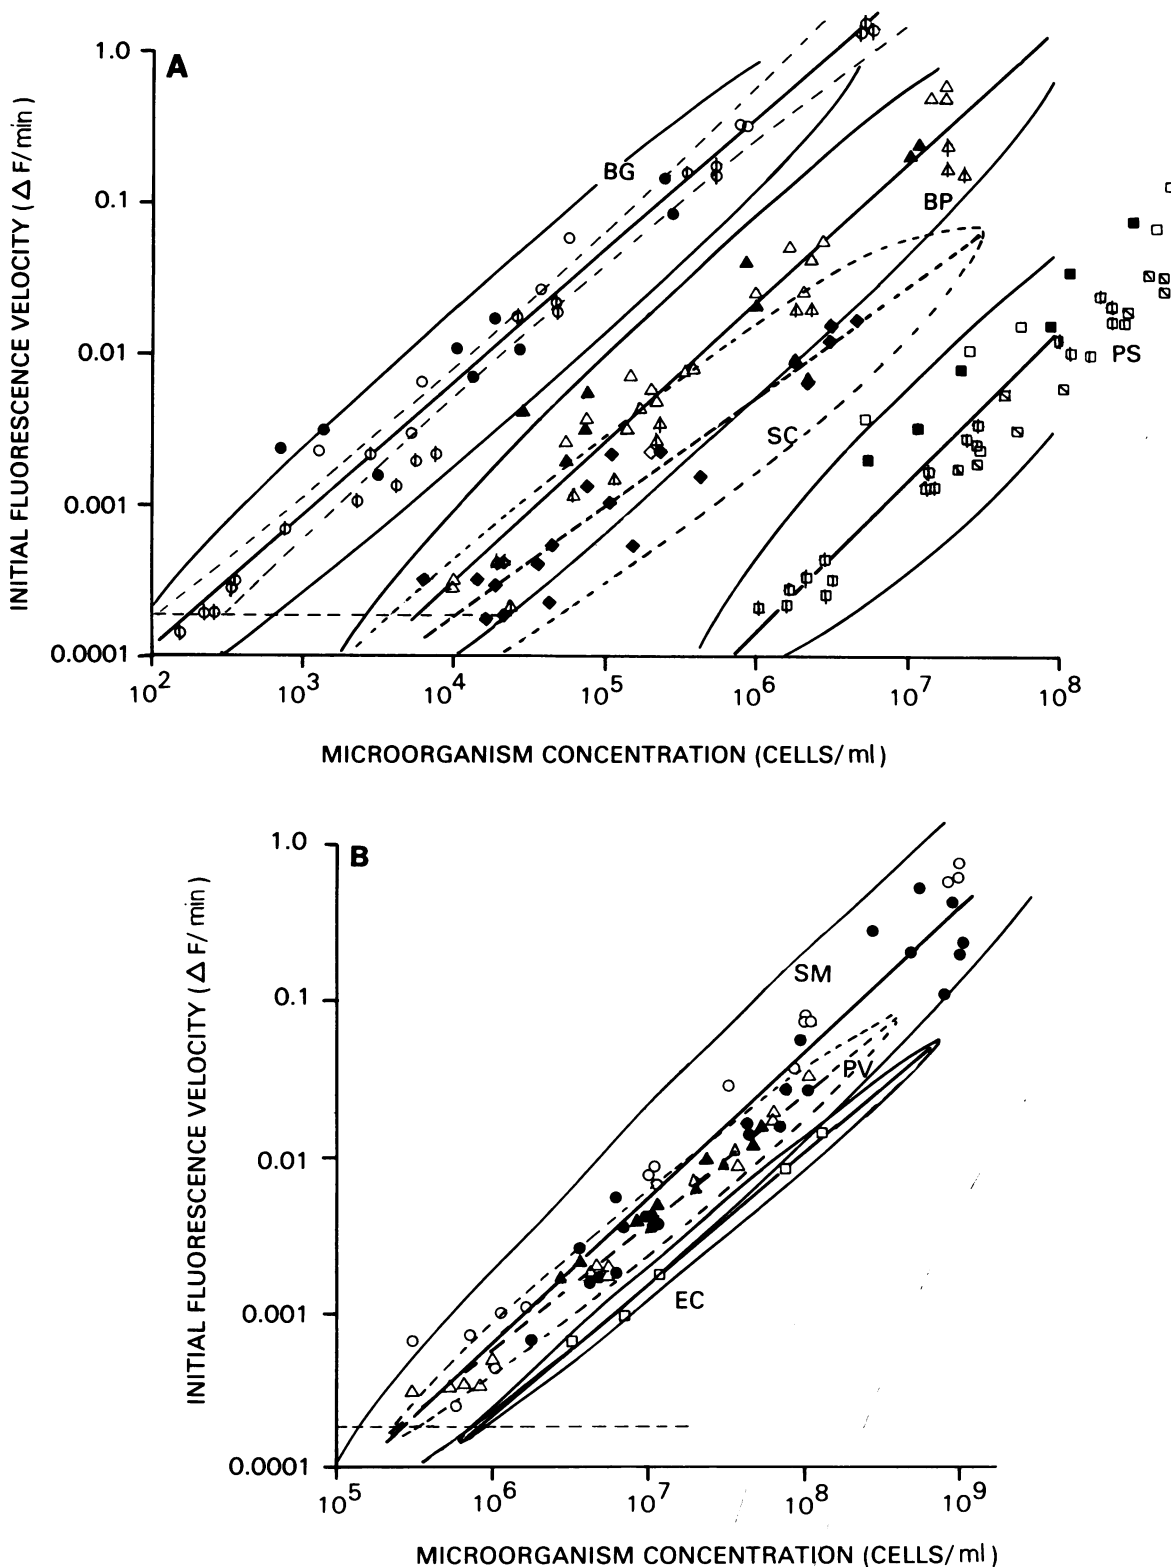 A
INITIAL FLUORESCENCE VELOCITY (Δ F/min)
1.0
0.1
0.01
0.001
0.0001
BG
BP
SC
PS
10²
10³
10⁴
10⁵
10⁶
10⁷
10⁸
MICROORGANISM CONCENTRATION (CELLS/ml)
B
INITIAL FLUORESCENCE VELOCITY (Δ F/min)
1.0
0.1
0.01
0.001
0.0001
SM
PV
EC
10⁵
10⁶
10⁷
10⁸
10⁹
MICROORGANISM CONCENTRATION (CELLS/ml)